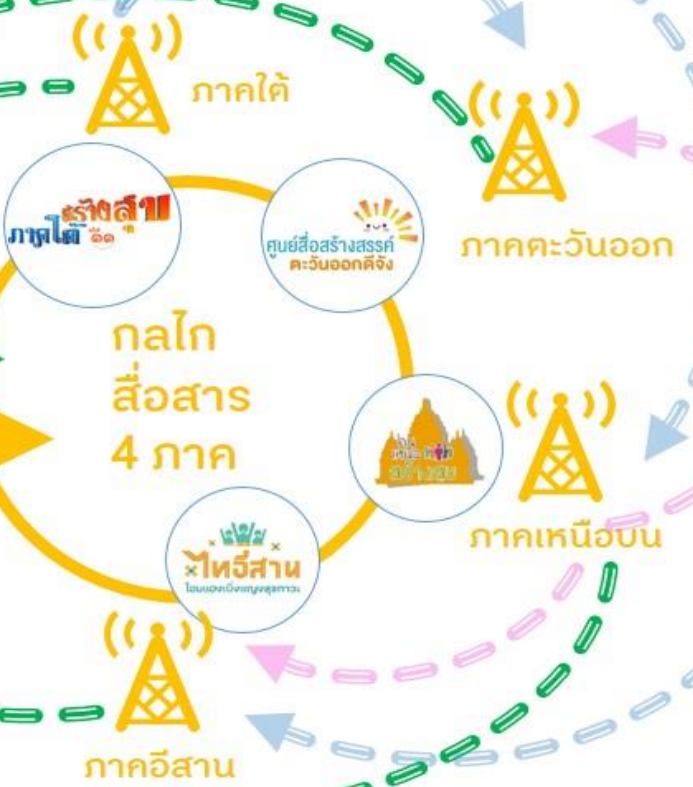 ภาคใต้
สร้างสุข
ภาคใต้ ๑๑
ศูนย์สื่อสร้างสรรค์
ตะวันออกดีจัง
ภาคตะวันออก
กลไก
สื่อสาร
4 ภาค
ภาคเหนือบน
ไทอีสาน
ภาคอีสาน